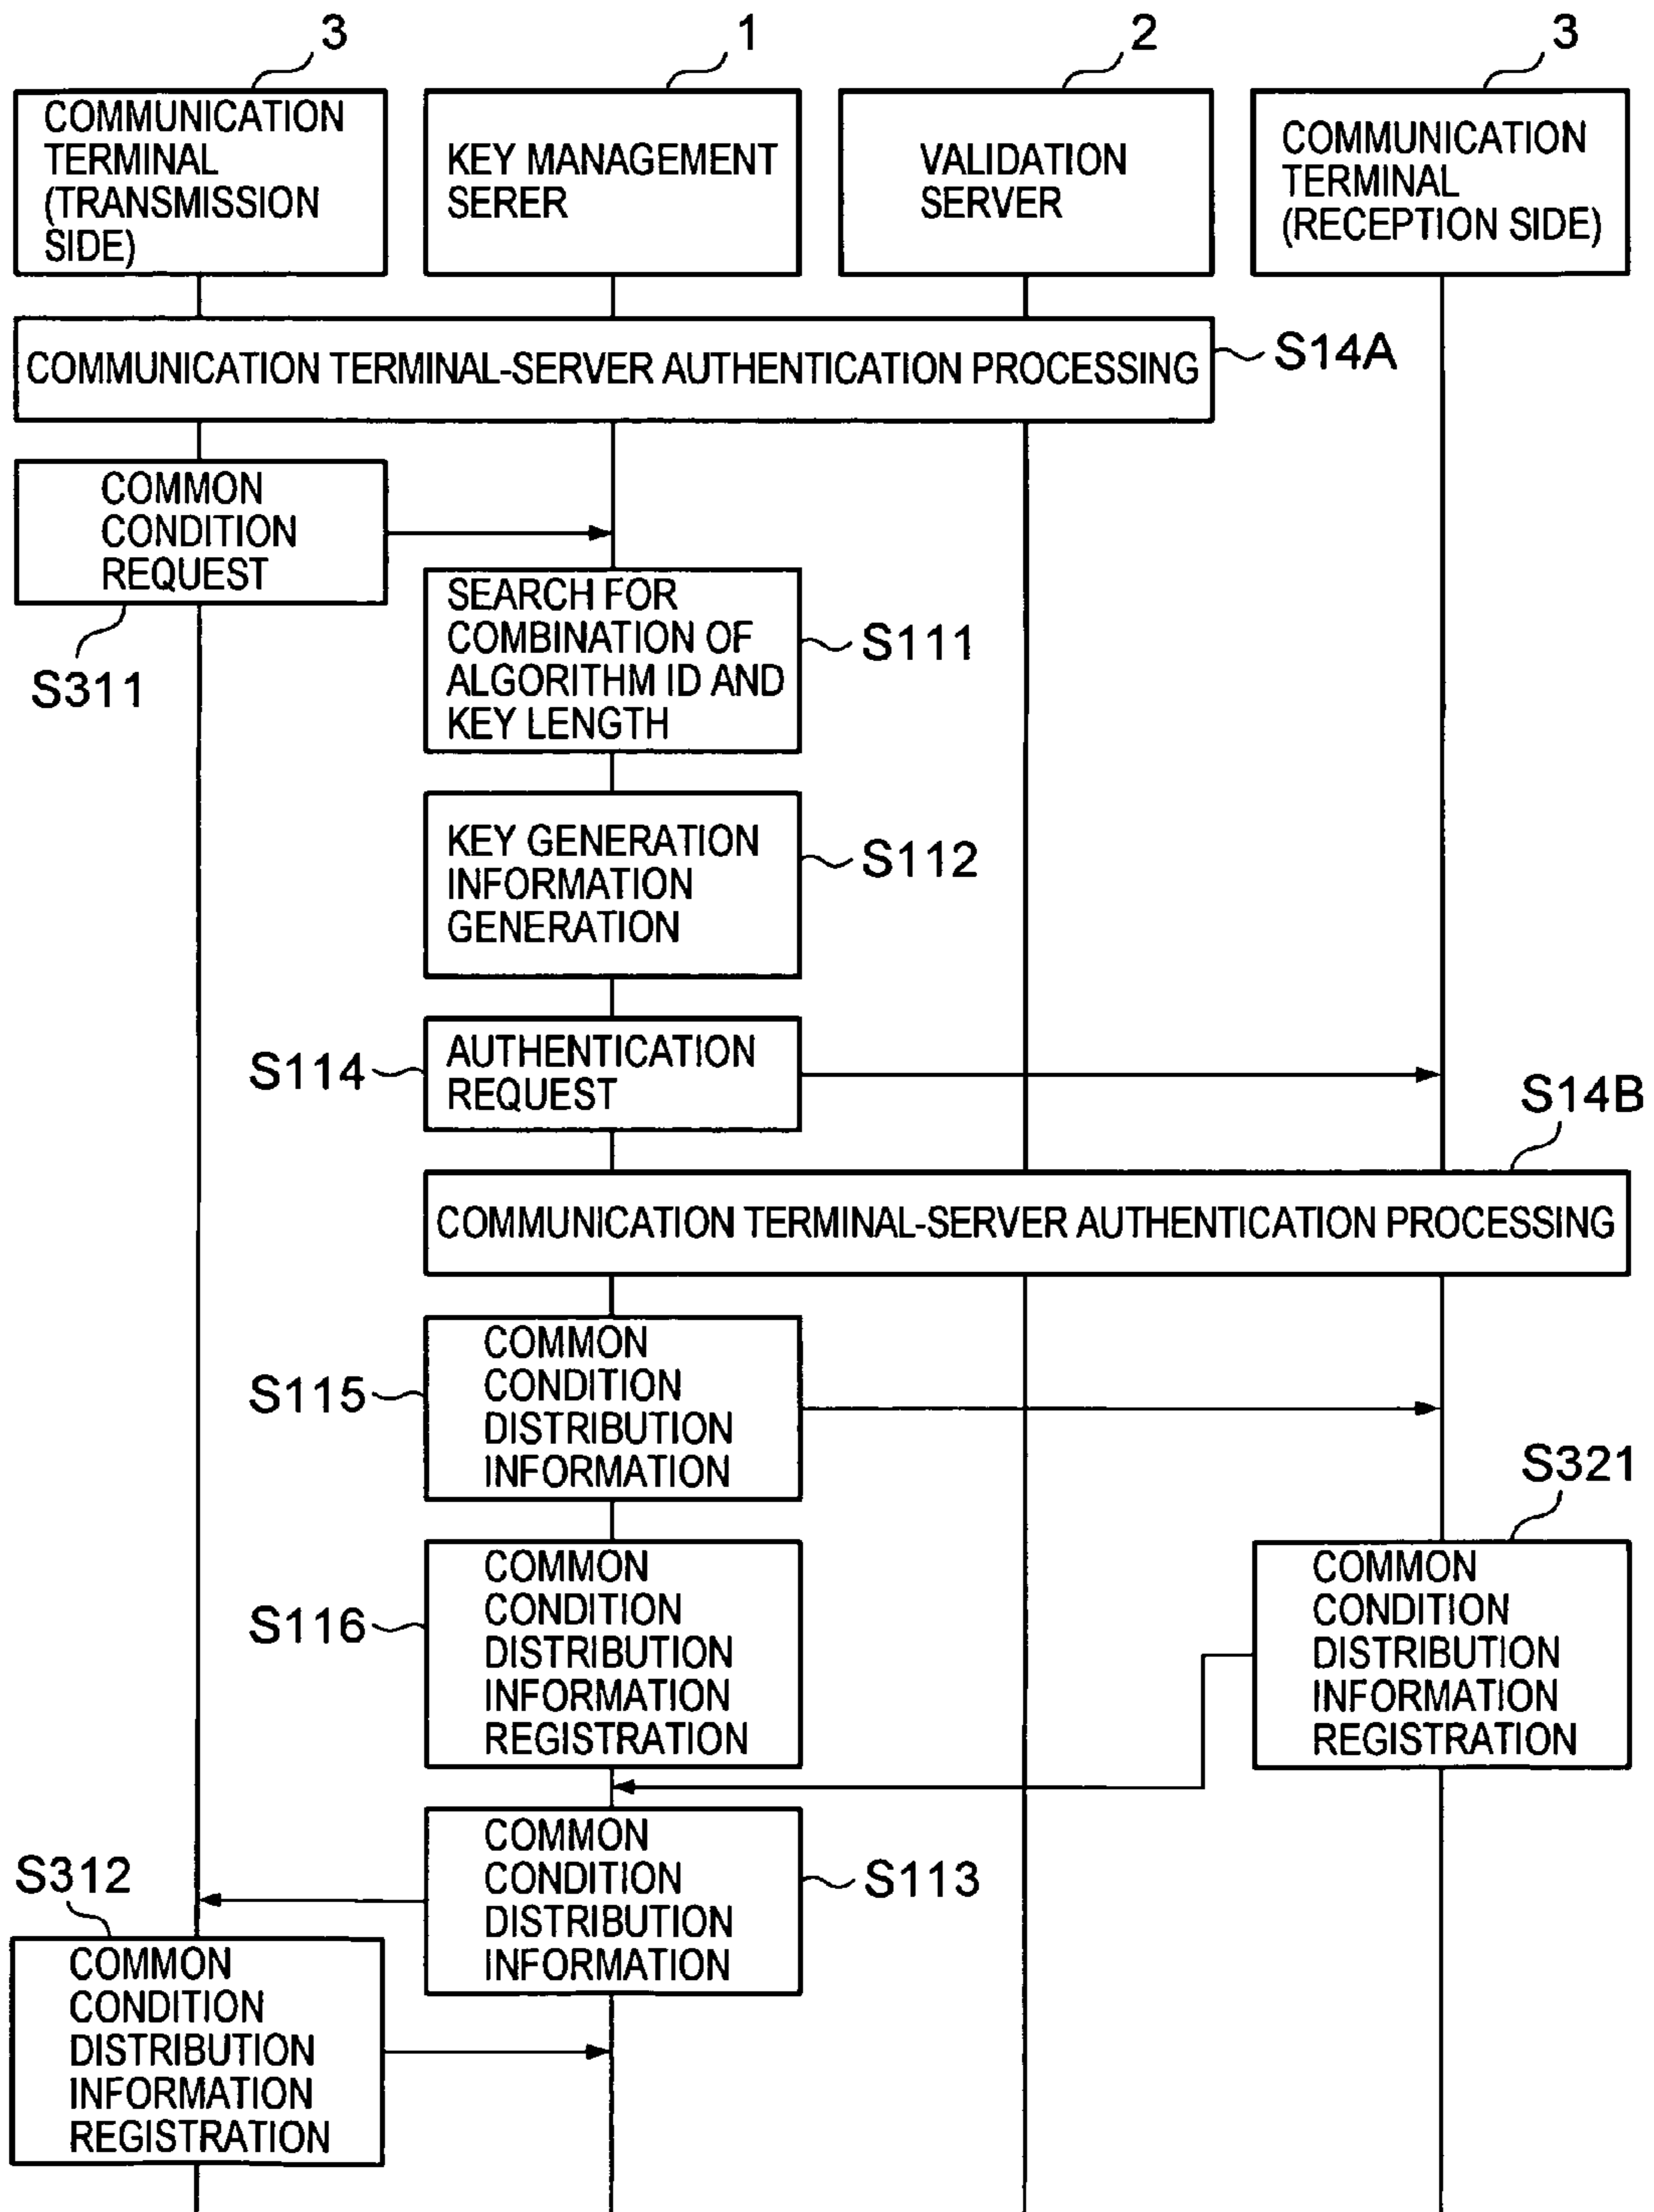 3
1
2
3
COMMUNICATION
TERMINAL
(TRANSMISSION
SIDE)
KEY MANAGEMENT
SERER
VALIDATION
SERVER
COMMUNICATION
TERMINAL
(RECEPTION SIDE)
COMMUNICATION TERMINAL-SERVER AUTHENTICATION PROCESSING
S14A
COMMON
CONDITION
REQUEST
S311
SEARCH FOR
COMBINATION OF
ALGORITHM ID AND
KEY LENGTH
S111
KEY GENERATION
INFORMATION
GENERATION
S112
S114
AUTHENTICATION
REQUEST
S14B
COMMUNICATION TERMINAL-SERVER AUTHENTICATION PROCESSING
S115
COMMON
CONDITION
DISTRIBUTION
INFORMATION
S321
S116
COMMON
CONDITION
DISTRIBUTION
INFORMATION
REGISTRATION
COMMON
CONDITION
DISTRIBUTION
INFORMATION
REGISTRATION
COMMON
CONDITION
DISTRIBUTION
INFORMATION
S113
S312
COMMON
CONDITION
DISTRIBUTION
INFORMATION
REGISTRATION